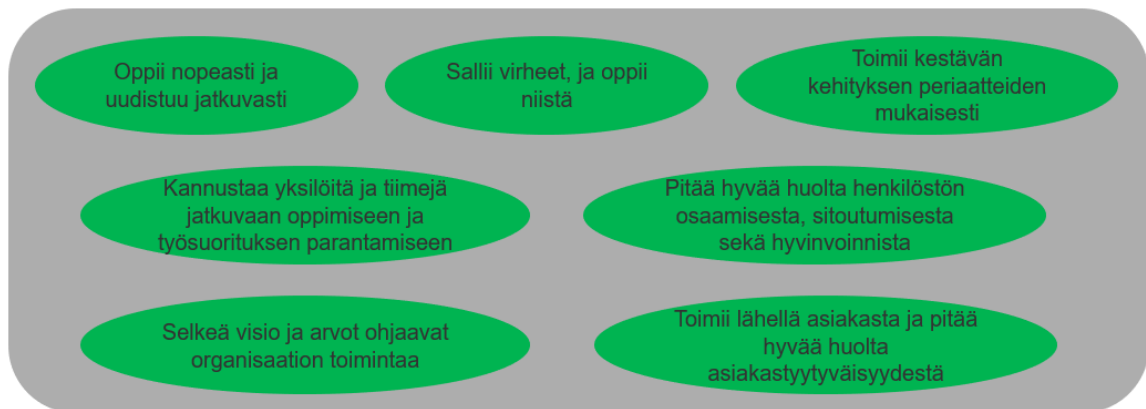 Oppii nopeasti ja
uudistuu jatkuvasti
Sallii virheet, ja oppii
niistä
Toimii kestävän
kehityksen periaatteiden
mukaisesti
Kannustaa yksilöitä ja tiimejä
jatkuvaan oppimiseen ja
työsuorituksen parantamiseen
Pitää hyvää huolta henkilöstön
osaamisesta, sitoutumisesta
sekä hyvinvoinnista
Selkeä visio ja arvot ohjaavat
organisaation toimintaa
Toimii lähellä asiakasta ja pitää
hyvää huolta
asiakastyytyväisyydestä